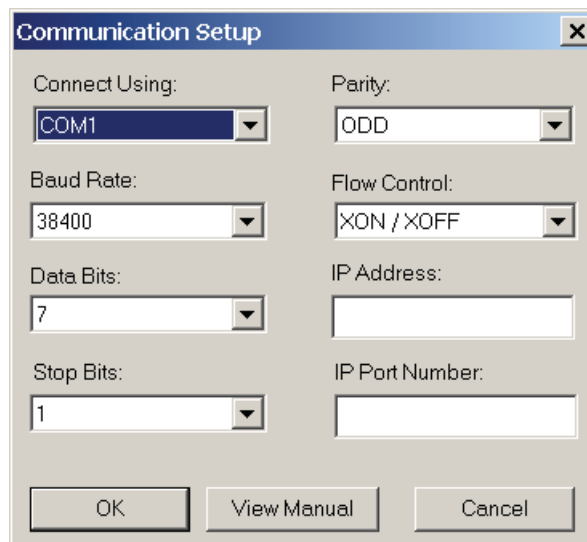 Communication Setup
Connect Using:
COM1
Parity:
ODD
Baud Rate:
38400
Flow Control:
XON / XOFF
Data Bits:
7
IP Address:
Stop Bits:
1
IP Port Number:
OK
View Manual
Cancel